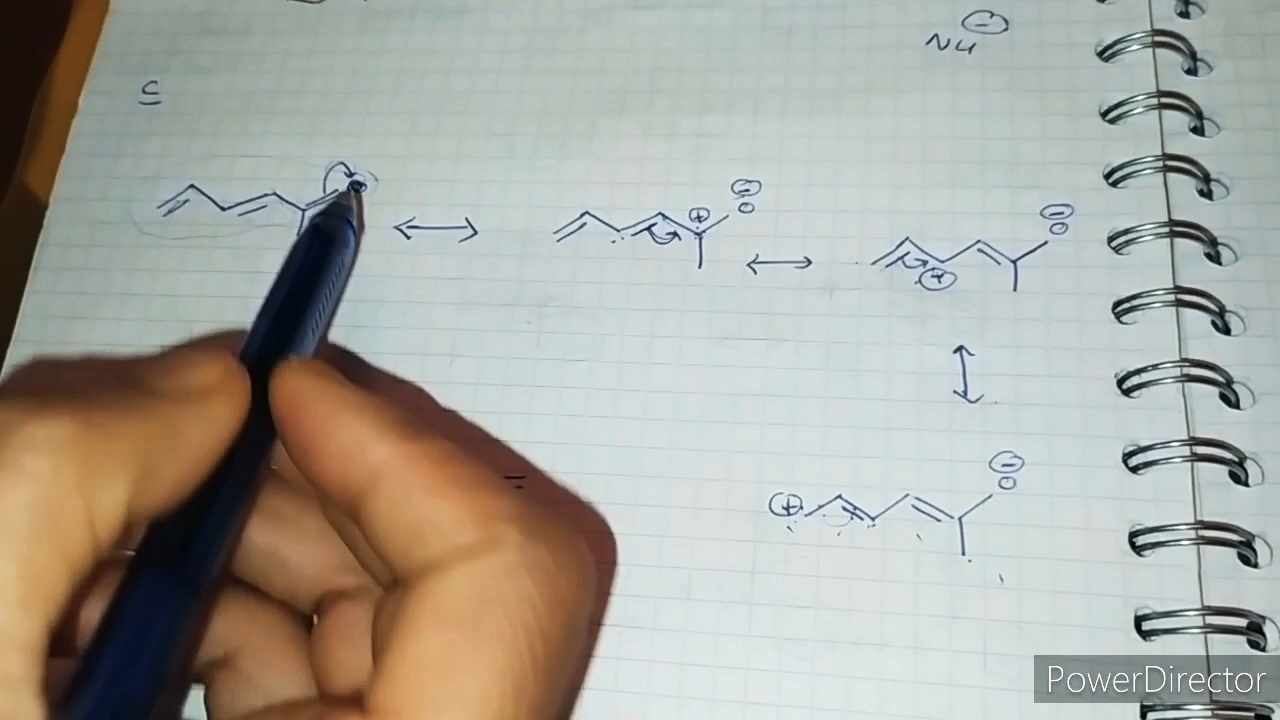 Nu ⊖
c
⊕ ⊖ O
⊕ ⊖ O
⊕ ⊖ O
PowerDirector